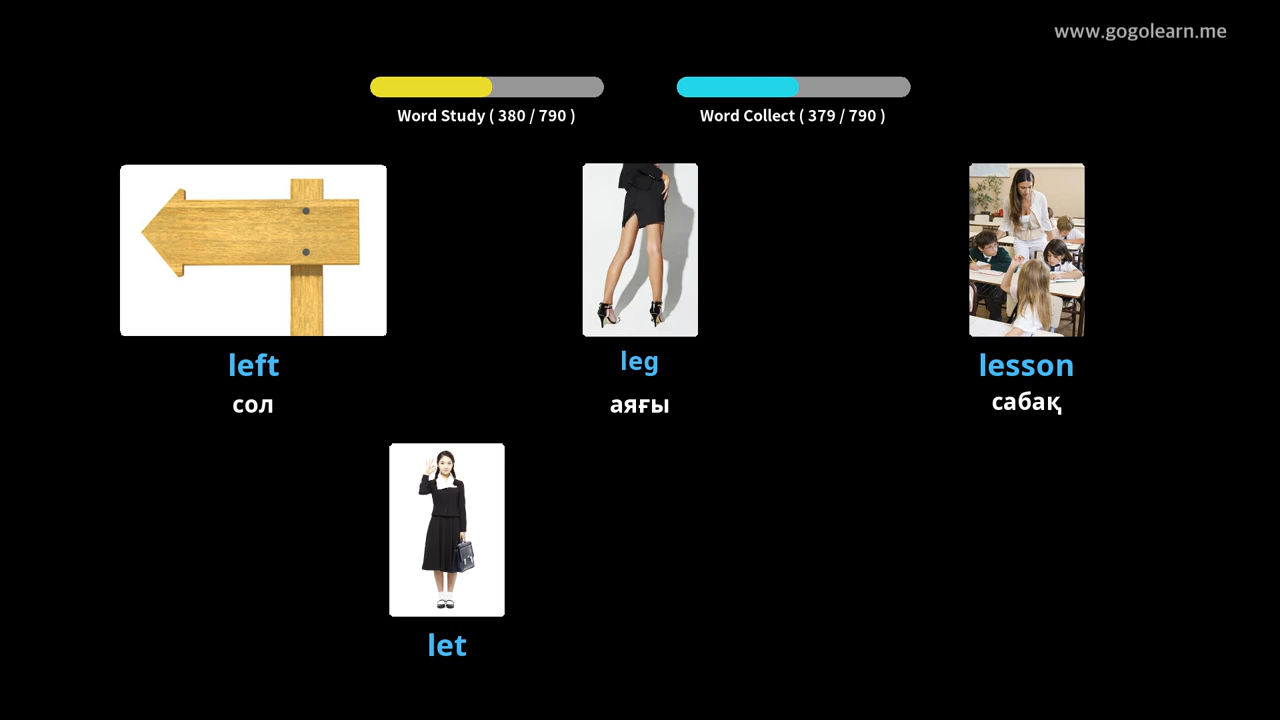 www.gogolearn.me
Word Study ( 380 / 790 )
Word Collect ( 379 / 790 )
left
сол
leg
аяғы
lesson
сабақ
let